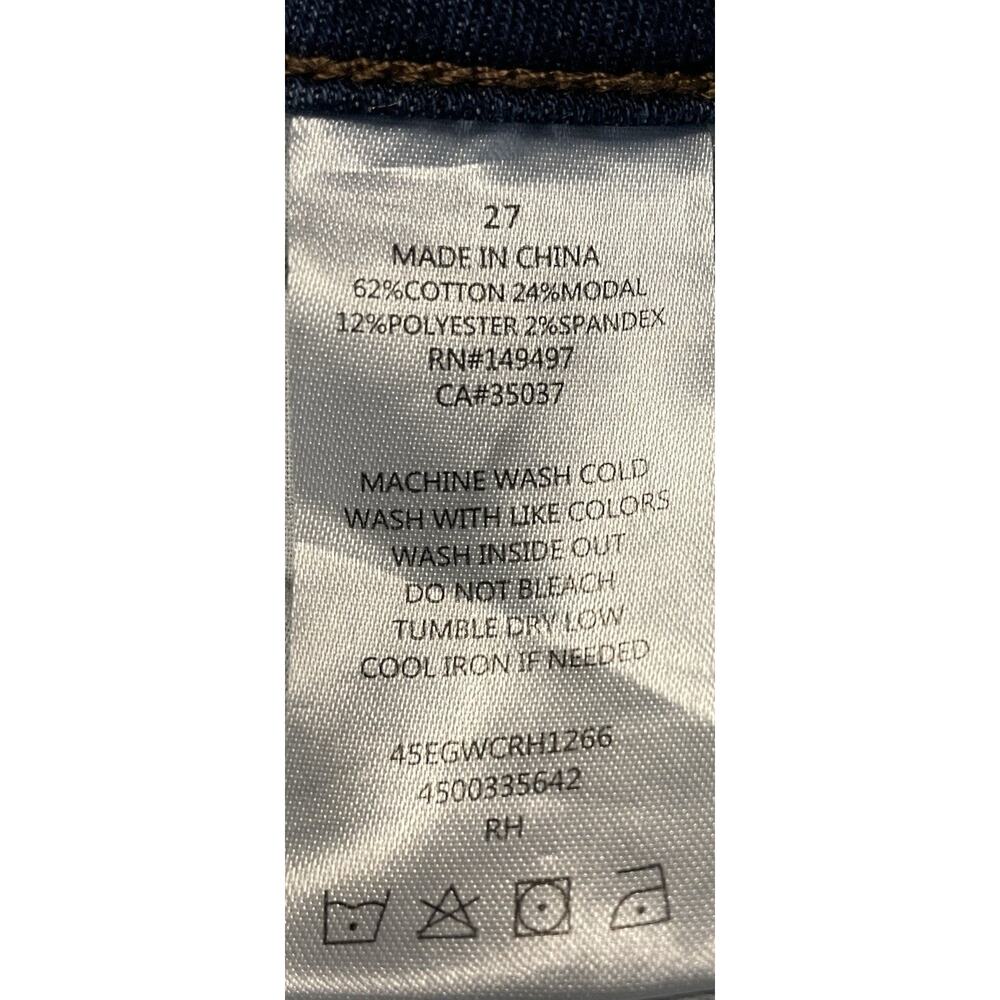 27
MADE IN CHINA
62%COTTON 24%MODAL
12%POLYESTER 2%SPANDEX
RN#149497
CA#35037
MACHINE WASH COLD
WASH WITH LIKE COLORS
WASH INSIDE OUT
DO NOT BLEACH
TUMBLE DRY LOW
COOL IRON IF NEEDED
45EGWCRH1266
4500335642
RH